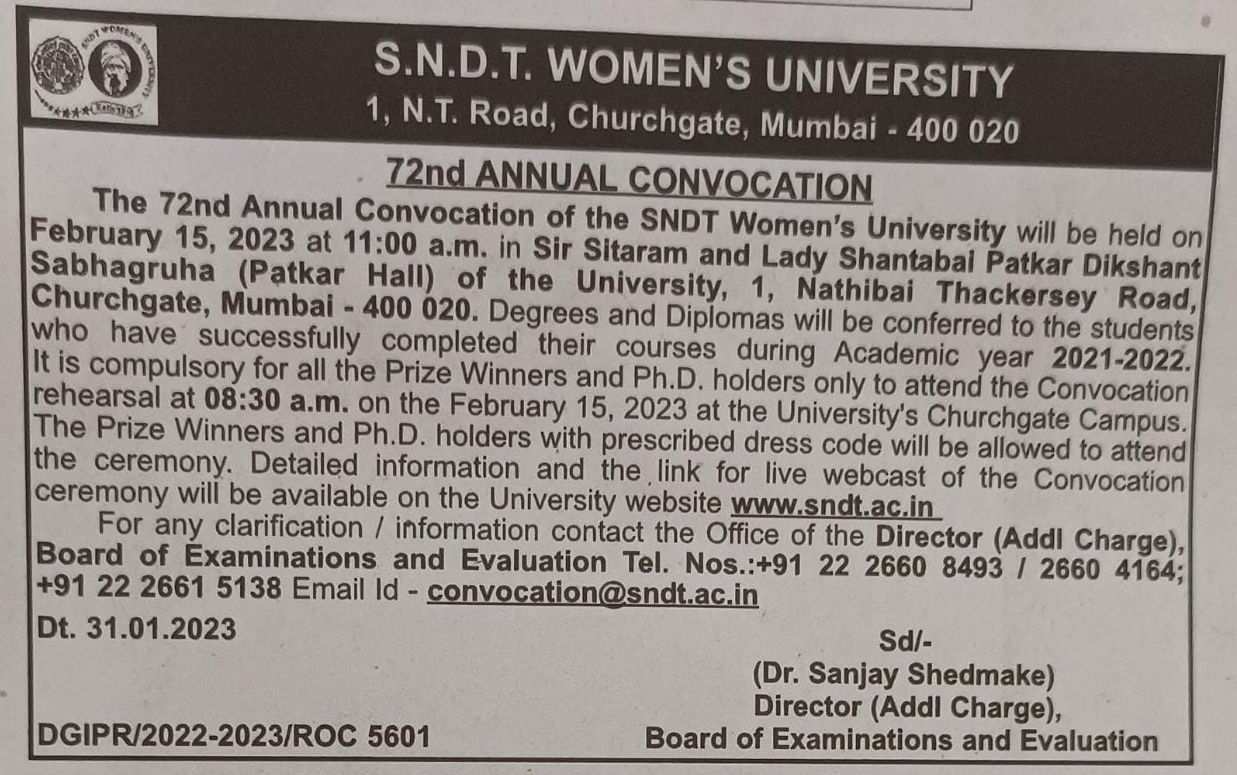 S.N.D.T. WOMEN'S UNIVERSITY
1, N.T. Road, Churchgate, Mumbai - 400 020
72nd ANNUAL CONVOCATION
The 72nd Annual Convocation of the SNDT Women's University will be held on
February 15, 2023 at 11:00 a.m. in Sir Sitaram and Lady Shantabai Patkar Dikshant
Sabhagruha (Patkar Hall) of the University, 1, Nathibai Thackersey Road,
Churchgate, Mumbai - 400 020. Degrees and Diplomas will be conferred to the students
who have successfully completed their courses during Academic year 2021-2022.
It is compulsory for all the Prize Winners and Ph.D. holders only to attend the Convocation
rehearsal at 08:30 a.m. on the February 15, 2023 at the University's Churchgate Campus.
The Prize Winners and Ph.D. holders with prescribed dress code will be allowed to attend
the ceremony. Detailed information and the link for live webcast of the Convocation
ceremony will be available on the University website www.sndt.ac.in
For any clarification / information contact the Office of the Director (Addl Charge),
Board of Examinations and Evaluation Tel. Nos.:+91 22 2660 8493 / 2660 4164;
+91 22 2661 5138 Email Id - convocation@sndt.ac.in
Dt. 31.01.2023
Sd/-
(Dr. Sanjay Shedmake)
Director (Addl Charge),
Board of Examinations and Evaluation
DGIPR/2022-2023/ROC 5601